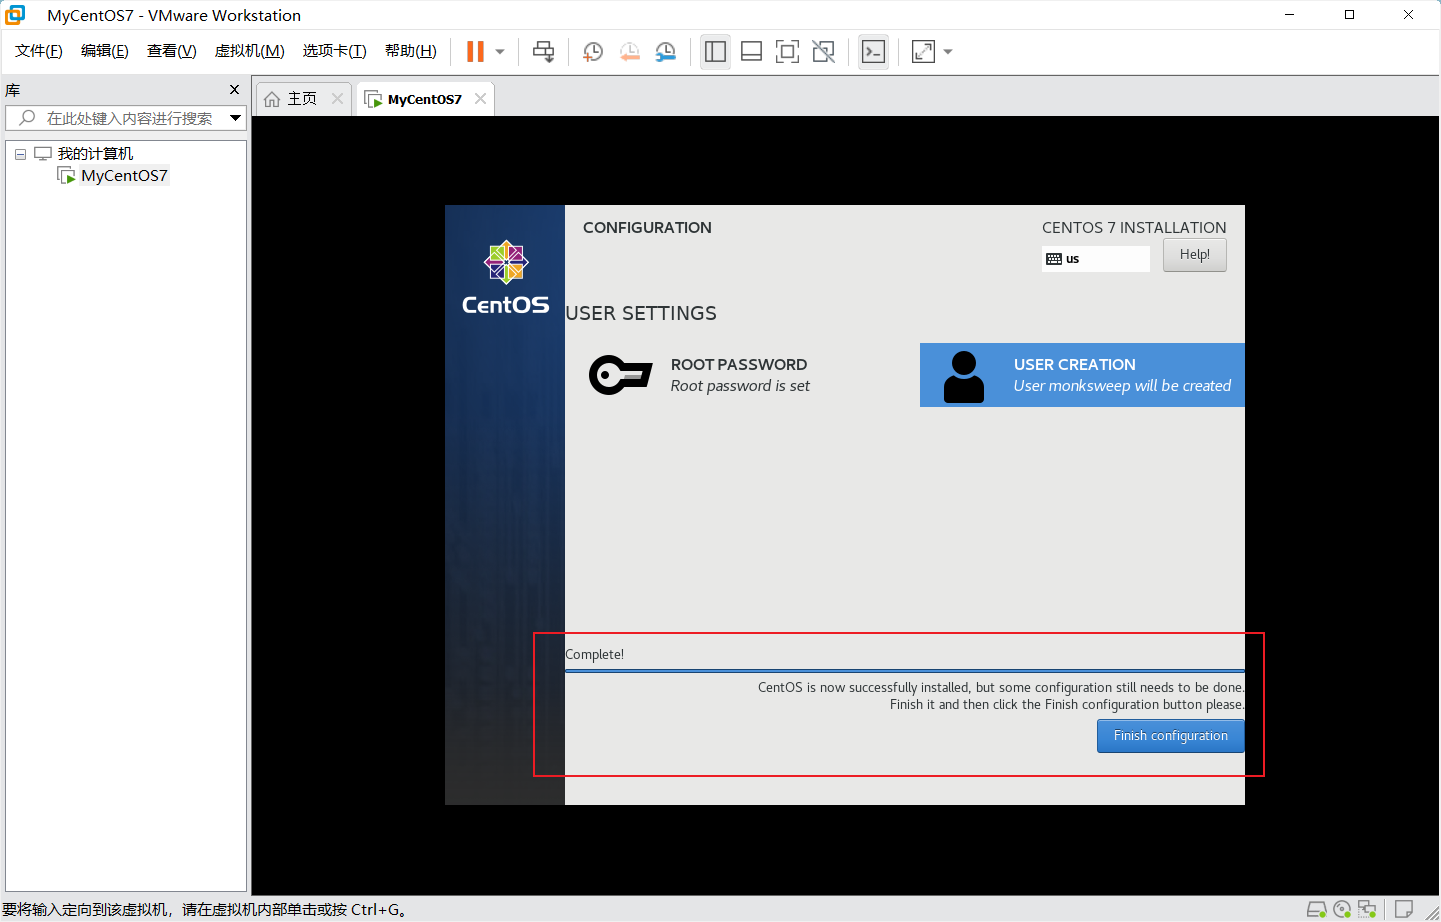 MyCentOS7 - VMware Workstation
文件(F) 编辑(E) 查看(V) 虚拟机(M) 选项卡(T) 帮助(H)
库
在此处键入内容进行搜索
我的计算机
MyCentOS7
主页
MyCentOS7
CentOS
CONFIGURATION
CENTOS 7 INSTALLATION
us
Help!
USER SETTINGS
ROOT PASSWORD
Root password is set
USER CREATION
User monksweep will be created
Complete!
CentOS is now successfully installed, but some configuration still needs to be done.
Finish it and then click the Finish configuration button please.
Finish configuration
要将输入定向到该虚拟机，请在虚拟机内部单击或按 Ctrl+G。